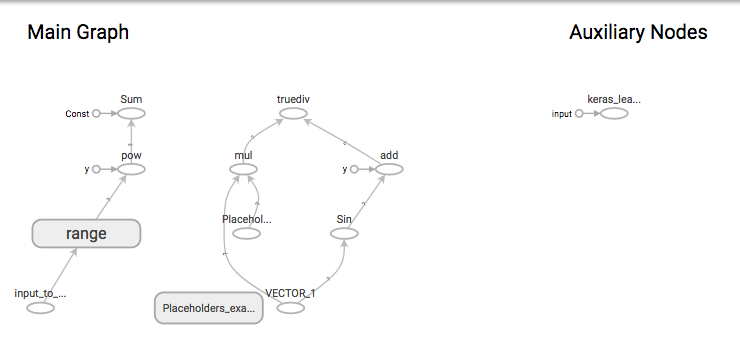 Main Graph
Auxiliary Nodes
Sum
truediv
keras_lea...
Const
input
pow
mul
add
y
y
range
Placehol...
Sin
input_to_...
VECTOR_1
Placeholders_exa...